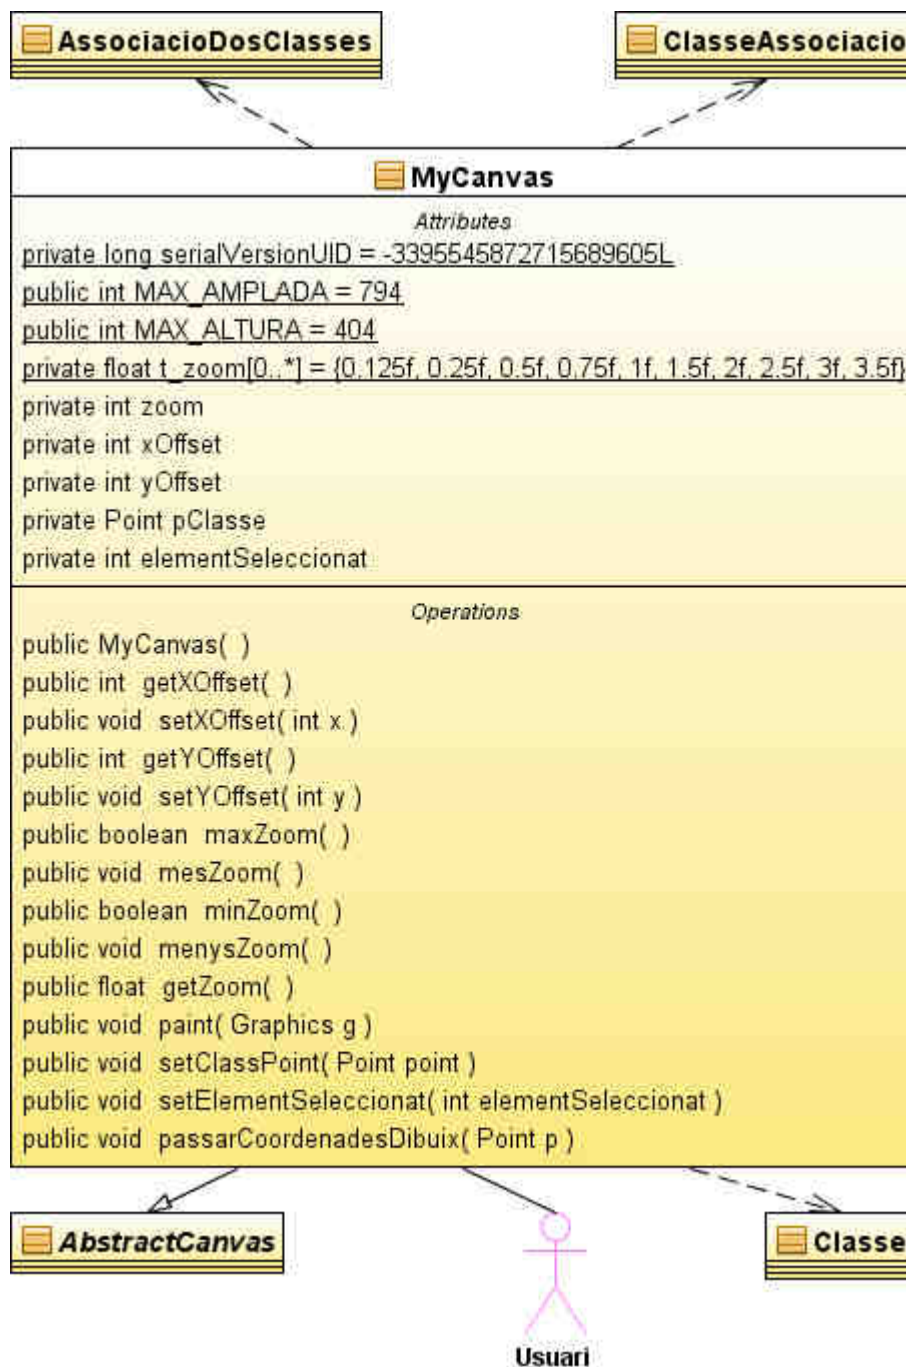 AssociacioDosClasses
ClasseAssociacio
MyCanvas
Attributes
private long serialVersionUID = -3395545872715689605L
public int MAX_AMPLADA = 794
public int MAX_ALTURA = 404
private float t_zoom[0..*] = {0.125f, 0.25f, 0.5f, 0.75f, 1f, 1.5f, 2f, 2.5f, 3f, 3.5f}
private int zoom
private int xOffset
private int yOffset
private Point pClasse
private int elementSeleccionat
Operations
public MyCanvas( )
public int getXOffset( )
public void setXOffset( int x )
public int getYOffset( )
public void setYOffset( int y )
public boolean maxZoom( )
public void mesZoom( )
public boolean minZoom( )
public void menysZoom( )
public float getZoom( )
public void paint( Graphics g )
public void setClassPoint( Point point )
public void setElementSeleccionat( int elementSeleccionat )
public void passarCoordenadesDibuix( Point p )
AbstractCanvas
Classe
Usuari